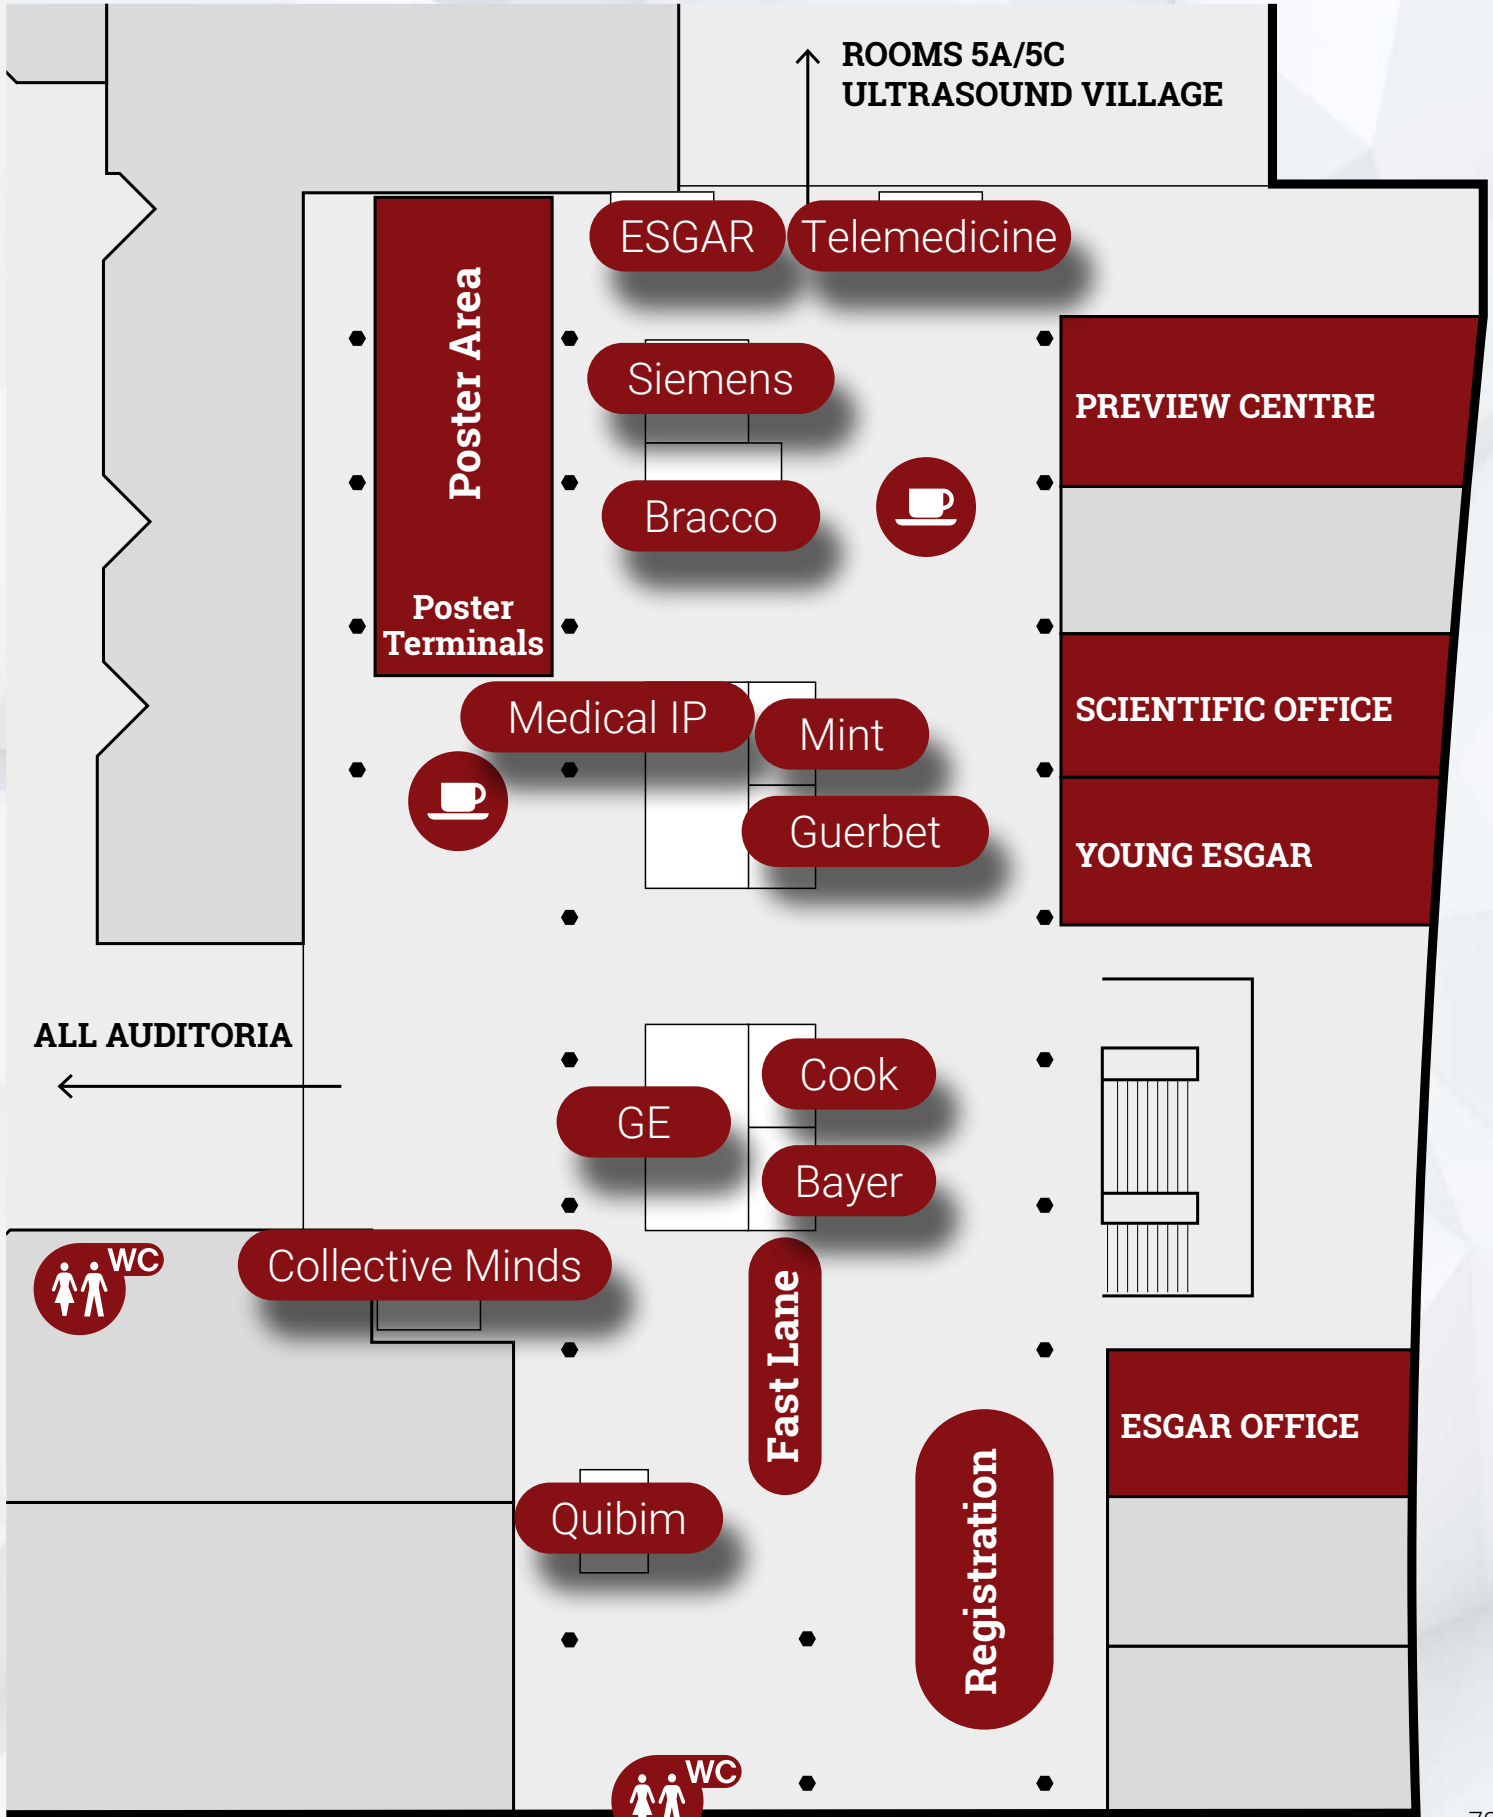 ROOMS 5A/5C
ULTRASOUND VILLAGE
ESGAR
Telemedicine
Poster Area
Siemens
PREVIEW CENTRE
Bracco
Poster
Terminals
Medical IP
Mint
SCIENTIFIC OFFICE
Guerbet
YOUNG ESGAR
ALL AUDITORIA
Cook
GE
Bayer
WC
Collective Minds
Fast Lane
ESGAR OFFICE
Quibim
Registration
WC